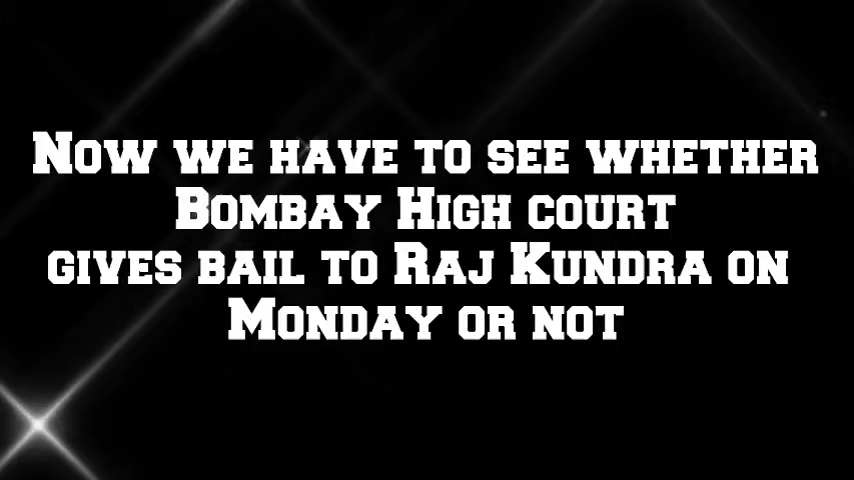 Now we have to see whether
Bombay High court
gives bail to Raj Kundra on
Monday or not